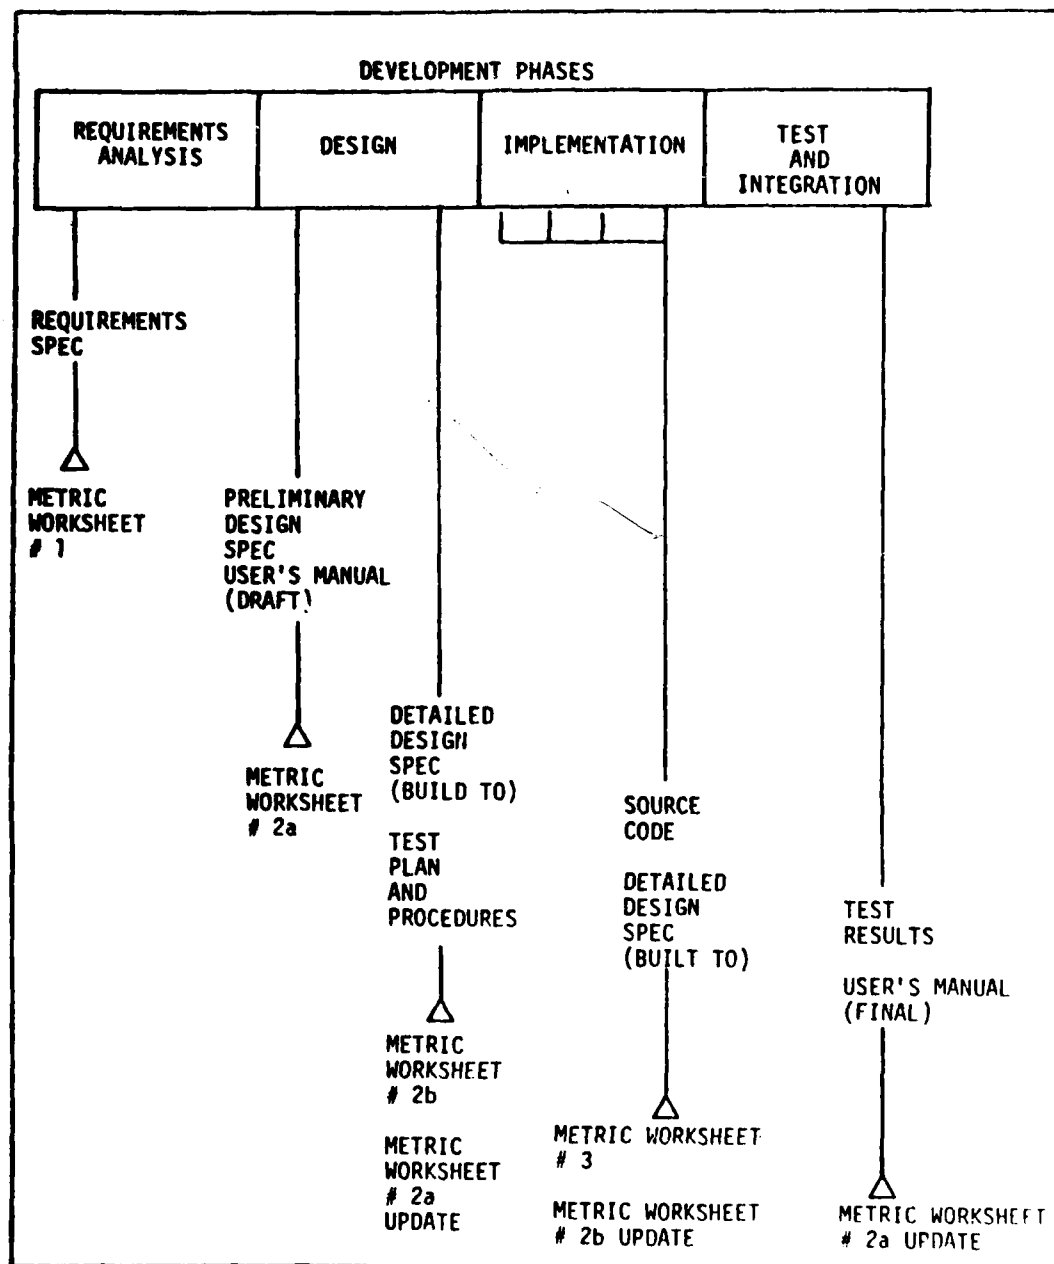 DEVELOPMENT PHASES
REQUIREMENTS
ANALYSIS
DESIGN
IMPLEMENTATION
TEST
AND
INTEGRATION
REQUIREMENTS
SPEC
METRIC
WORKSHEET
# 1
PRELIMINARY
DESIGN
SPEC
USER'S MANUAL
(DRAFT)
METRIC
WORKSHEET
# 2a
DETAILED
DESIGN
SPEC
(BUILD TO)
TEST
PLAN
AND
PROCEDURES
METRIC
WORKSHEET
# 2b
METRIC
WORKSHEET
# 2a
UPDATE
SOURCE
CODE
DETAILED
DESIGN
SPEC
(BUILT TO)
METRIC WORKSHEET
# 3
METRIC WORKSHEET
# 2b UPDATE
TEST
RESULTS
USER'S MANUAL
(FINAL)
METRIC WORKSHEET
# 2a UPDATE